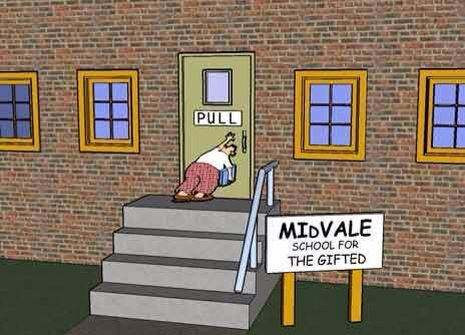 PULL
MIDVALE
SCHOOL FOR
THE GIFTED